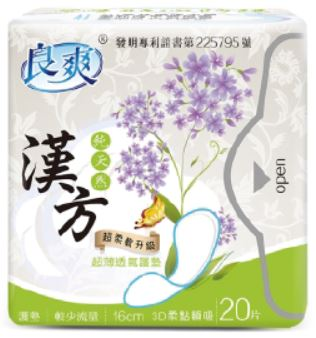 良爽®
發明專利證書第225795號
純天然
漢方
open
超柔軟升級
超薄透氣護墊
護墊 較少流量 16cm 3D柔點瞬吸 20片